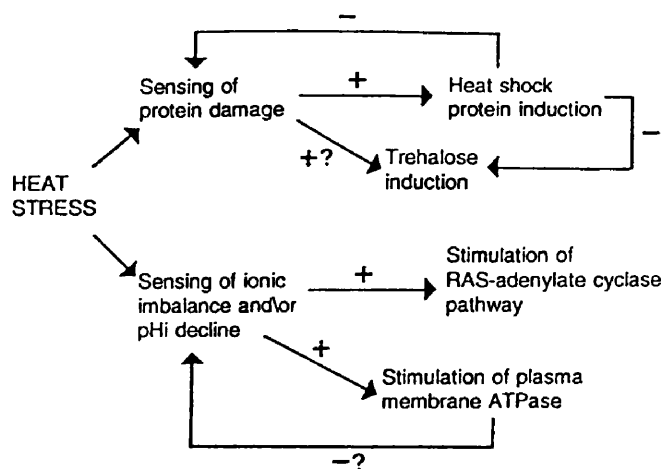 −
Sensing of
protein damage
+
Heat shock
protein induction
−
+?
Trehalose
induction
HEAT
STRESS
Sensing of ionic
imbalance and\or
pHi decline
+
Stimulation of
RAS-adenylate cyclase
pathway
+
Stimulation of plasma
membrane ATPase
−?